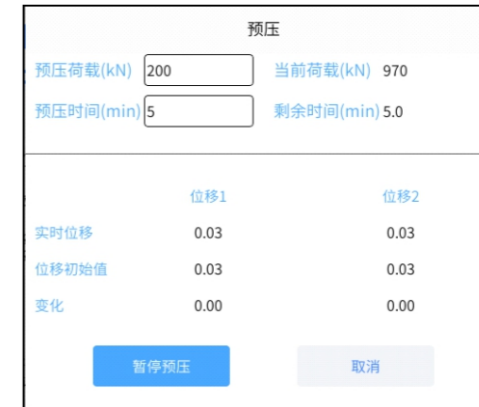 预压
预压荷载(kN) 200 当前荷载(kN) 970
预压时间(min) 5 剩余时间(min) 5.0
位移1 位移2
实时位移 0.03 0.03
位移初始值 0.03 0.03
变化 0.00 0.00
暂停预压 取消